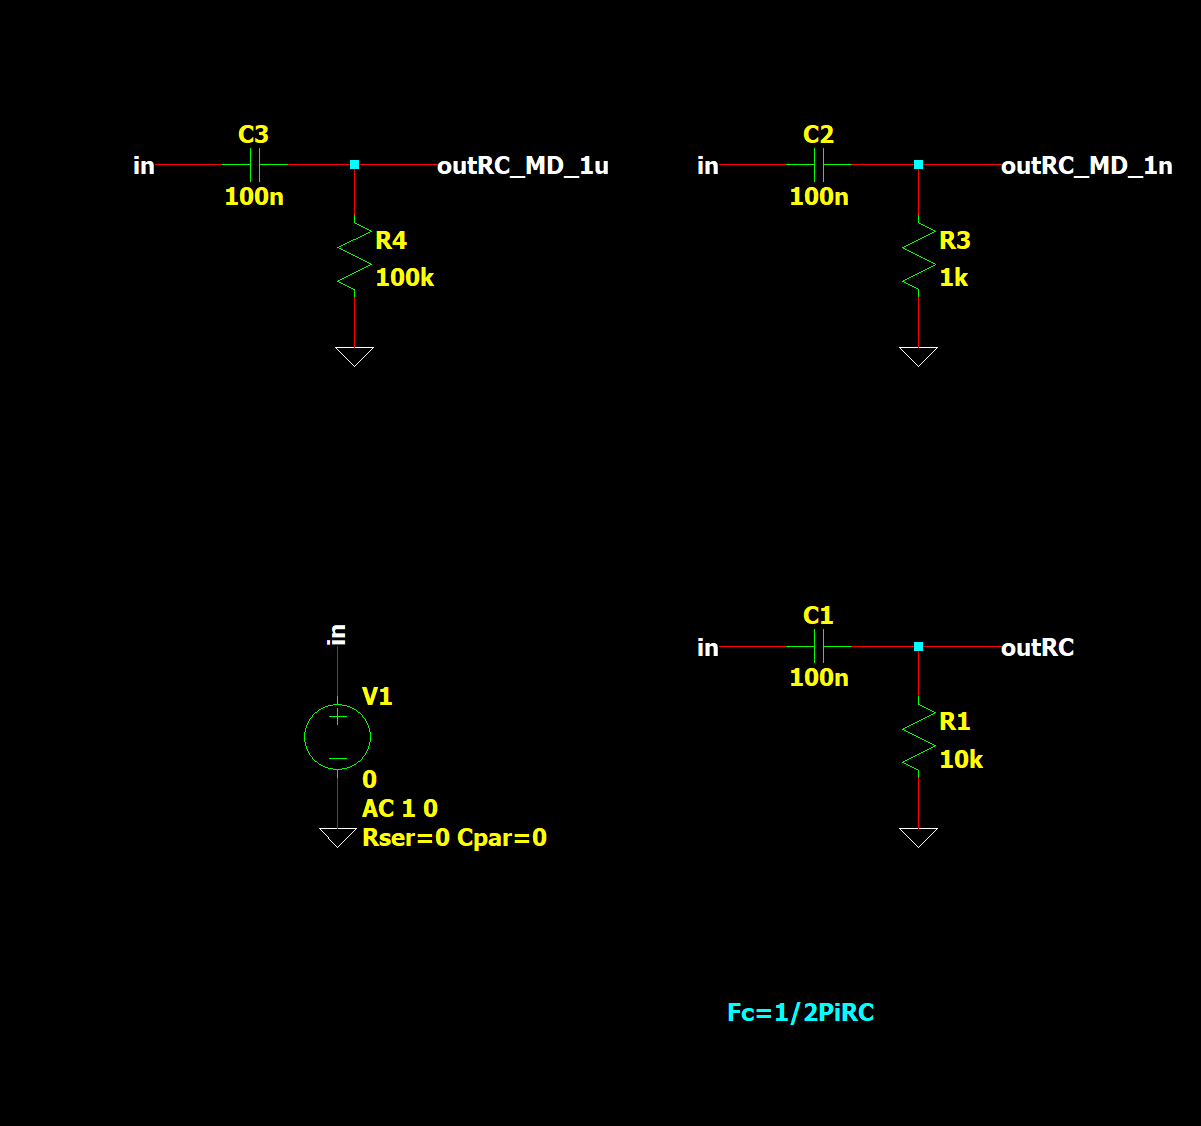 C3
in
outRC_MD_1u
100n
R4
100k
C2
in
outRC_MD_1n
100n
R3
1k
in
V1
0
AC 1 0
Rser=0 Cpar=0
C1
in
outRC
100n
R1
10k
Fc=1/2PiRC